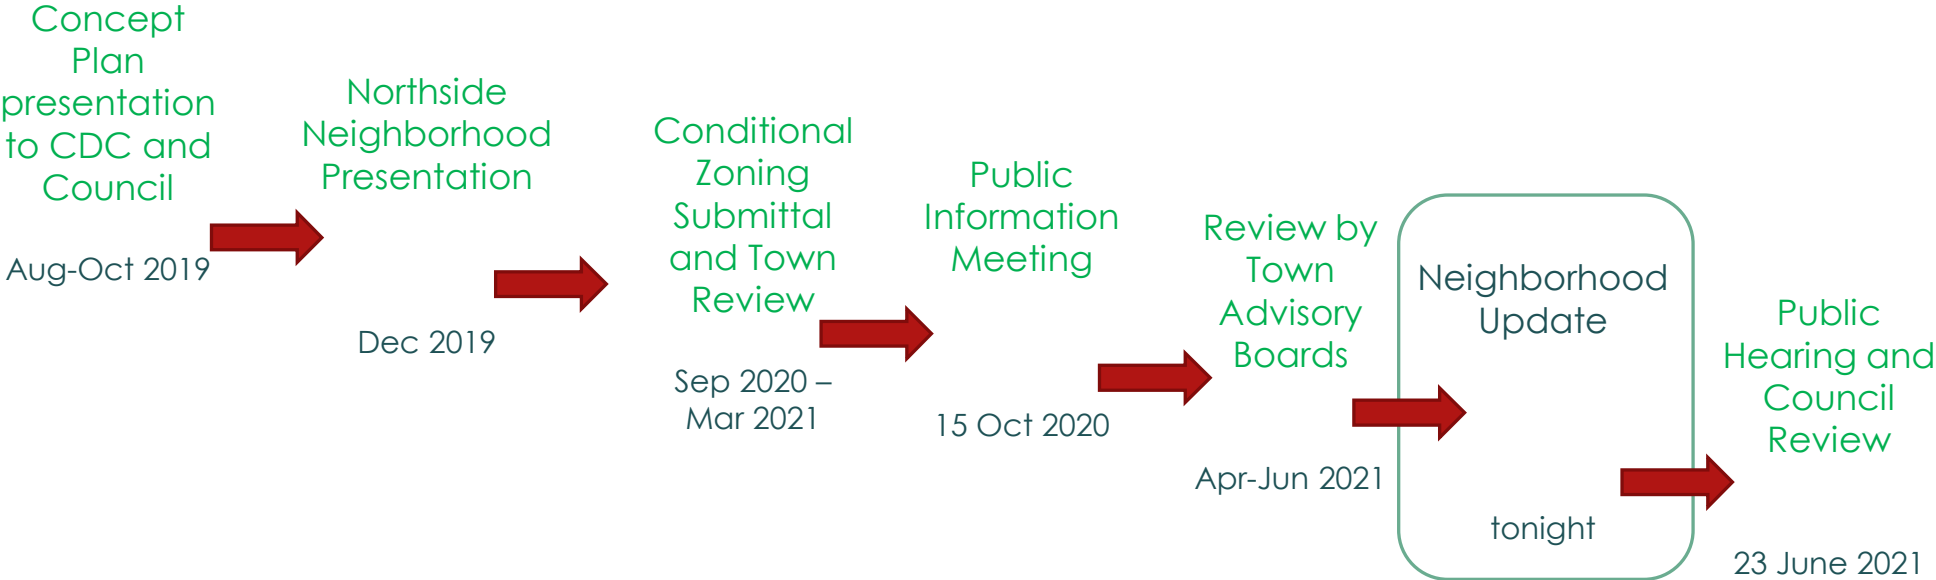 Concept
Plan
presentation
to CDC and
Council
Aug-Oct 2019
Northside
Neighborhood
Presentation
Dec 2019
Conditional
Zoning
Submittal
and Town
Review
Sep 2020 –
Mar 2021
Public
Information
Meeting
15 Oct 2020
Review by
Town
Advisory
Boards
Apr-Jun 2021
Neighborhood
Update
tonight
Public
Hearing and
Council
Review
23 June 2021